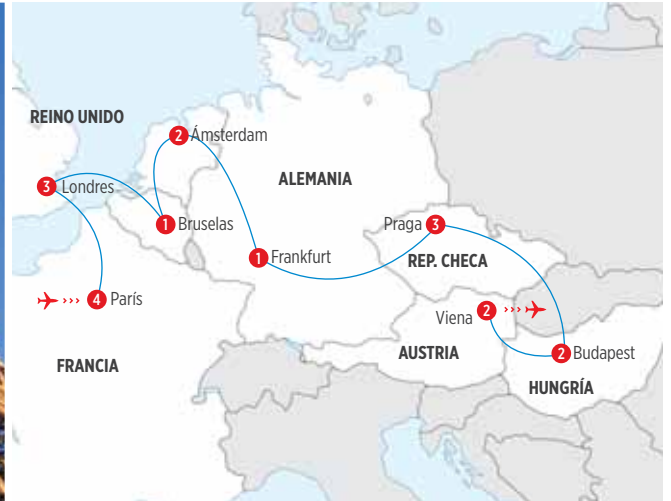 REINO UNIDO
2 Ámsterdam
ALEMANIA
3 Londres
1 Bruselas
Praga 3
1 Frankfurt
REP. CHECA
4 París
Viena 2
FRANCIA
AUSTRIA
2 Budapest
HUNGRÍA